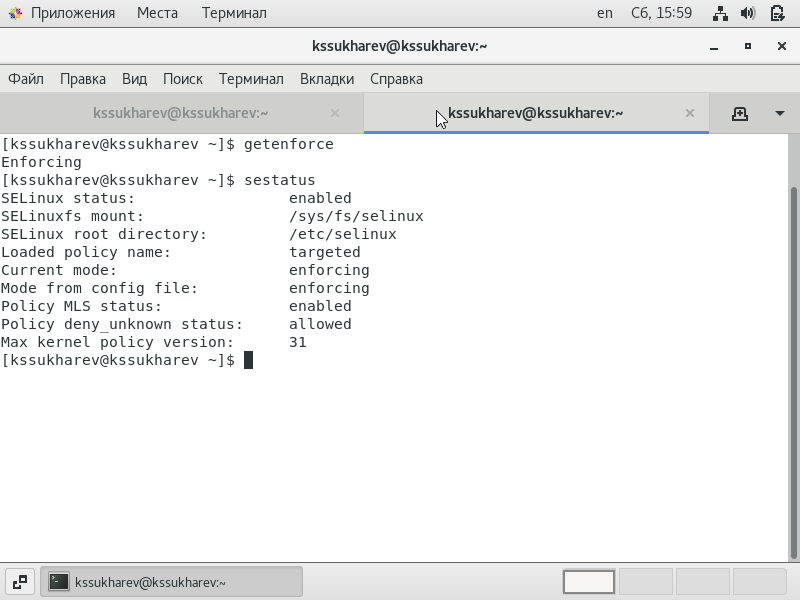 Приложения Места Терминал en Сб, 15:59
kssukharev@kssukharev:~
Файл Правка Вид Поиск Терминал Вкладки Справка
kssukharev@kssukharev:~ kssukharev@kssukharev:~
[kssukharev@kssukharev ~]$ getenforce
Enforcing
[kssukharev@kssukharev ~]$ sestatus
SELinux status:                 enabled
SELinuxfs mount:                /sys/fs/selinux
SELinux root directory:         /etc/selinux
Loaded policy name:             targeted
Current mode:                   enforcing
Mode from config file:          enforcing
Policy MLS status:              enabled
Policy deny_unknown status:     allowed
Max kernel policy version:      31
[kssukharev@kssukharev ~]$
kssukharev@kssukharev:~